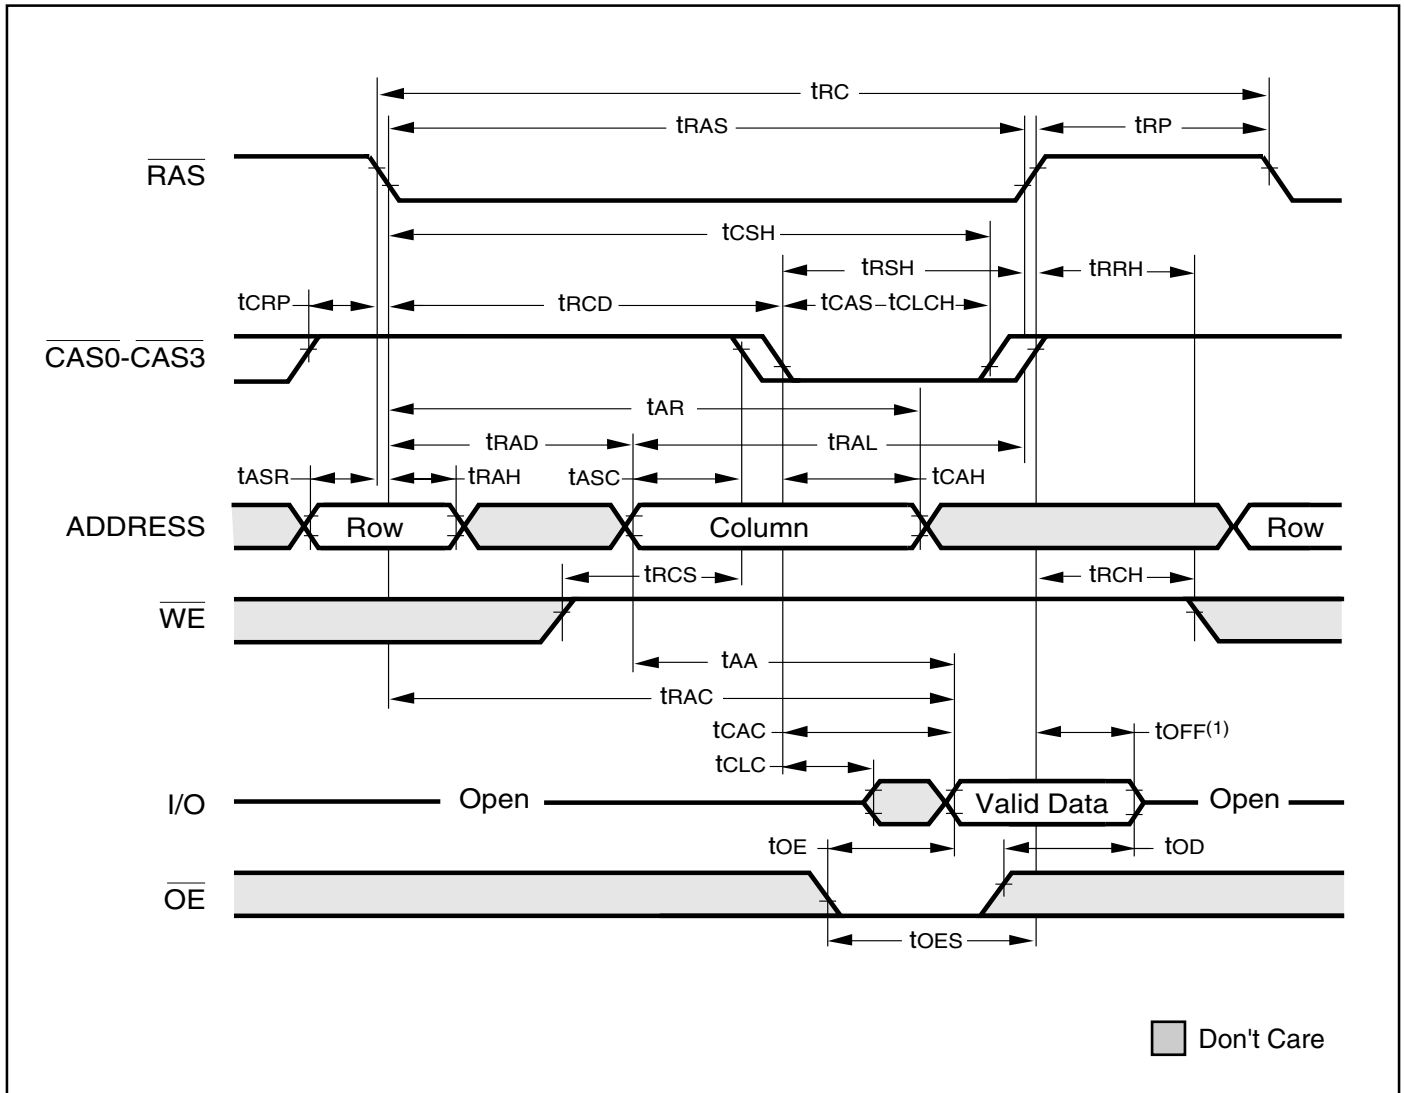 tRC
tRAS
tRP
RAS
tCSH
tRSH
tRRH
tCRP
tRCD
tCAS
tCLCH
CAS0-CAS3
tAR
tRAD
tRAL
tASR
tRAH
tASC
tCAH
ADDRESS
Row
Column
Row
tRCS
tRCH
WE
tAA
tRAC
tCAC
tOFF(1)
tCLC
I/O
Open
Valid Data
Open
tOE
tOD
OE
tOES
Don't Care